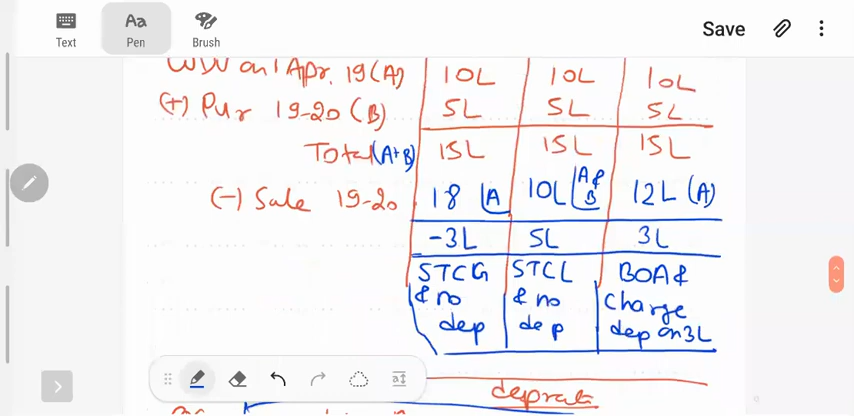 Text
Pen
Brush
Save
WDV on 1 Apr. 19 (A) 10L 10L 10L
(+) Pur 19-20 (B) 5L 5L 5L
Total (A+B) 15L 15L 15L
(-) Sale 19-20 18 (A 10L (A & B 12L (A)
-3L 5L 3L
STCG & no dep
STCL & no dep
BOA & charge dep on 3L
deprate